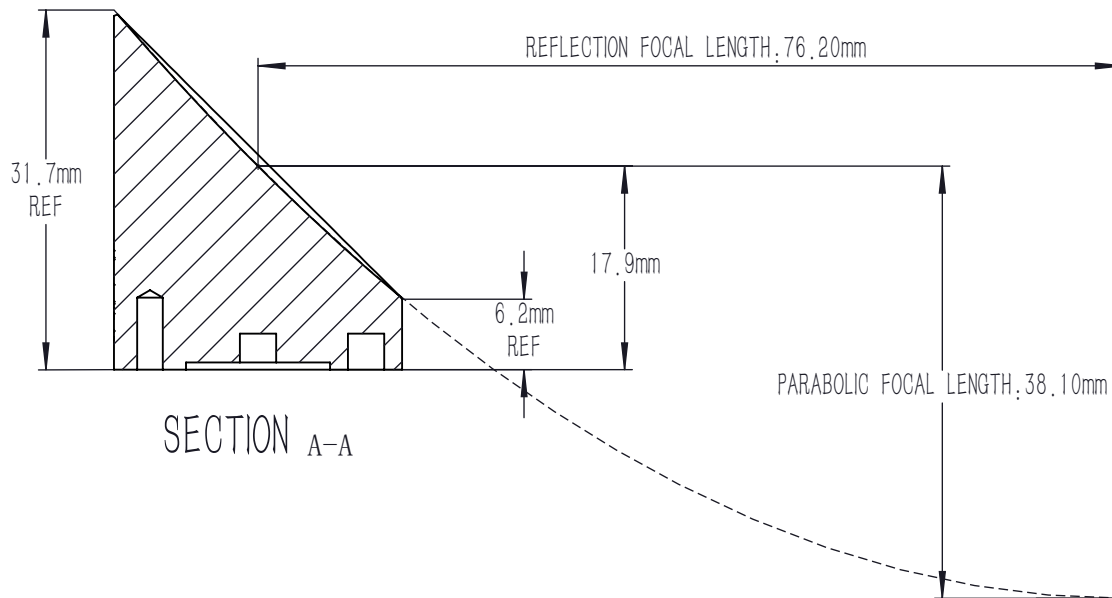 REFLECTION FOCAL LENGTH:76.20mm
31.7mm
REF
17.9mm
6.2mm
REF
PARABOLIC FOCAL LENGTH:38.10mm
SECTION A-A